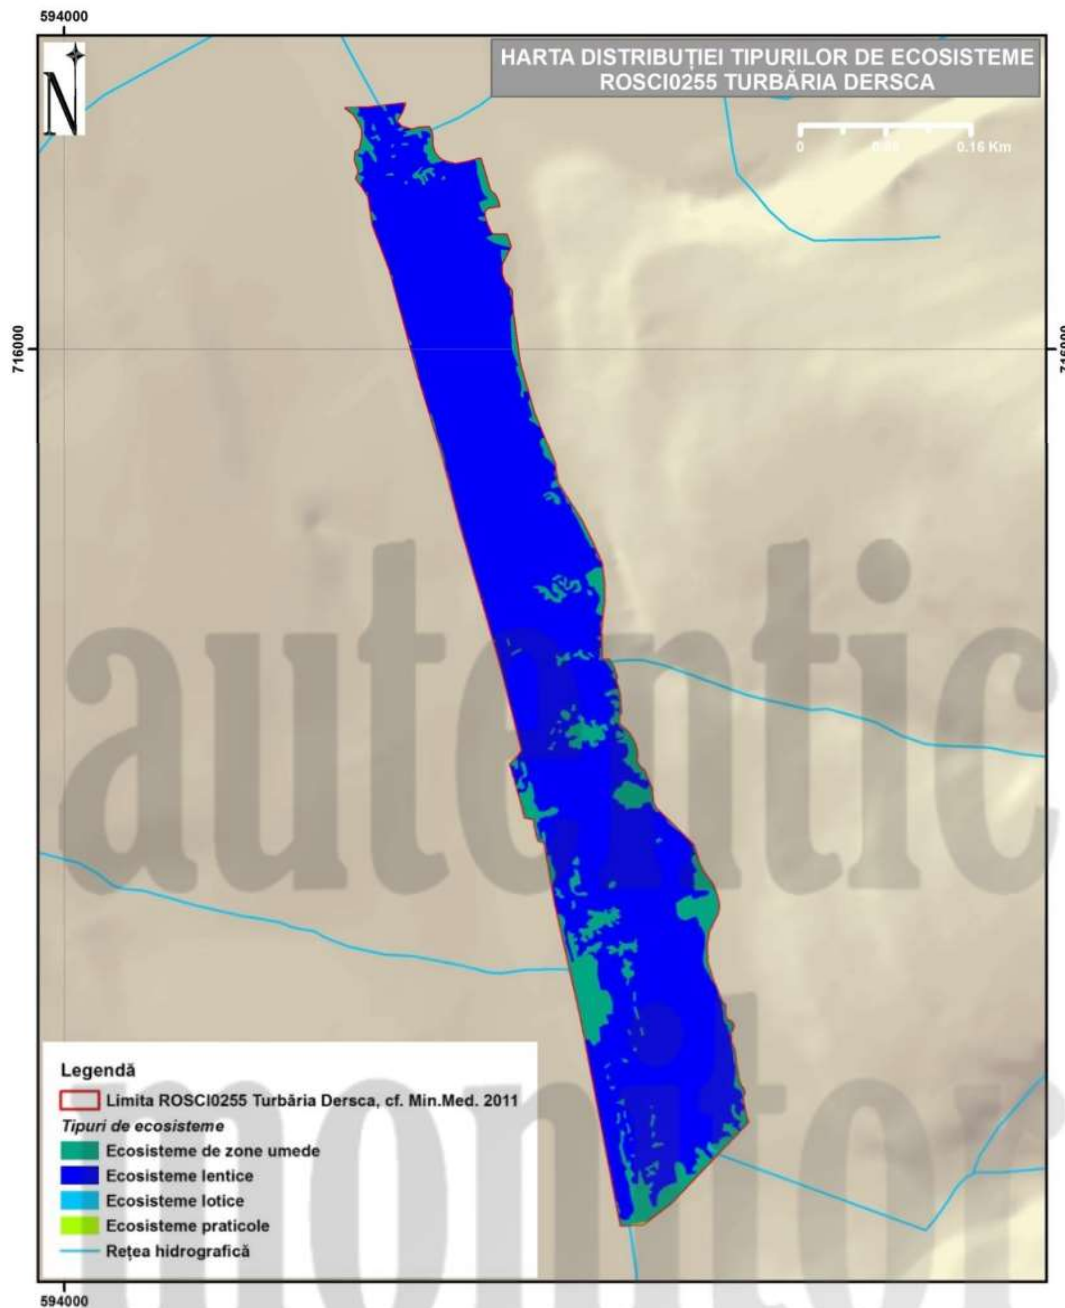 594000
N
HARTA DISTRIBUȚIEI TIPURILOR DE ECOSISTEME
ROSCI0255 TURBĂRIA DERSCA
0 0.08 0.16 Km
716000
716000
autentic
monitor
Legendă
Limita ROSCI0255 Turbăria Dersca, cf. Min.Med. 2011
Tipuri de ecosisteme
Ecosisteme de zone umede
Ecosisteme lentice
Ecosisteme lotice
Ecosisteme praticole
Rețea hidrografică
594000